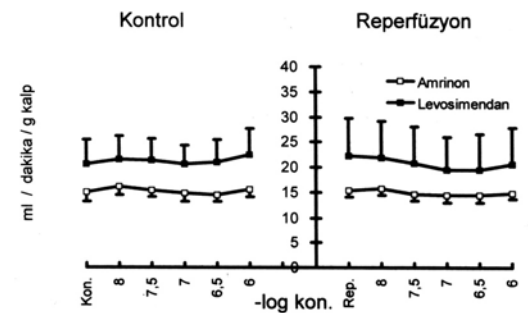 Kontrol
Reperfüzyon
ml / dakika / g kalp
40
35
30
25
20
15
10
5
0
Amrinon
Levosimendan
Kon.
8
7,5
7
6,5
6
Rep.
8
7,5
7
6,5
6
-log kon.